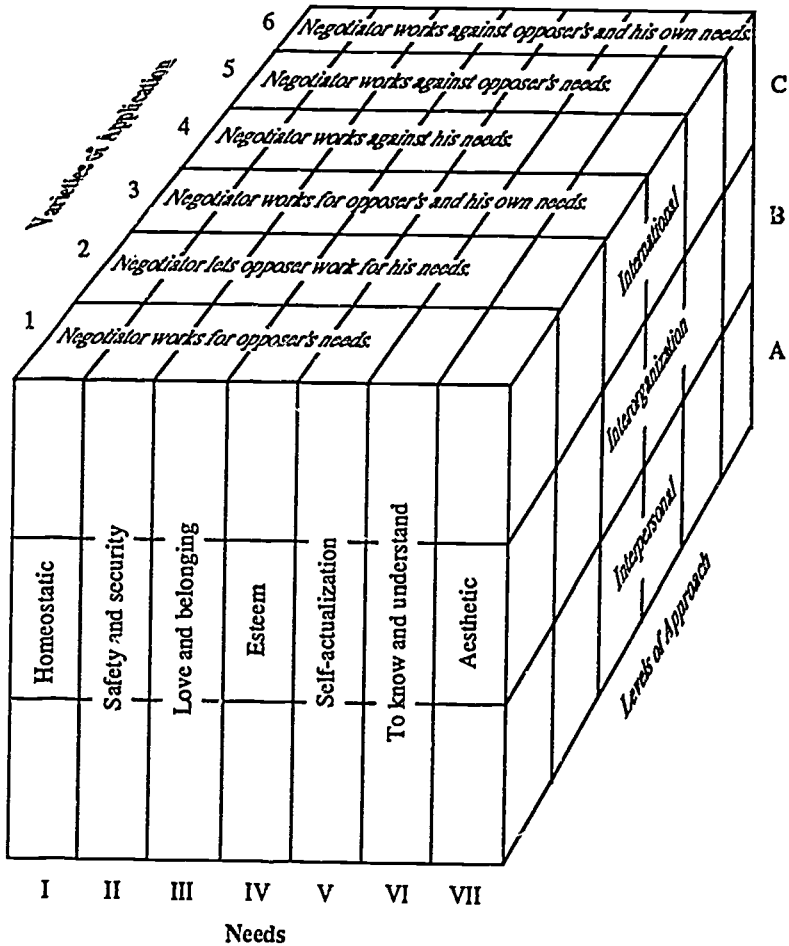 6 Negotiator works against opposer's and his own needs.
5 Negotiator works against opposer's needs.
4 Negotiator works against his needs.
3 Negotiator works for opposer's and his own needs.
2 Negotiator lets opposer work for his needs.
1 Negotiator works for opposer's needs.
Varieties of Application
C
B
A
International
Interorganization
Interpersonal
Levels of Approach
Homeostatic
Safety and security
Love and belonging
Esteem
Self-actualization
To know and understand
Aesthetic
I II III IV V VI VII
Needs